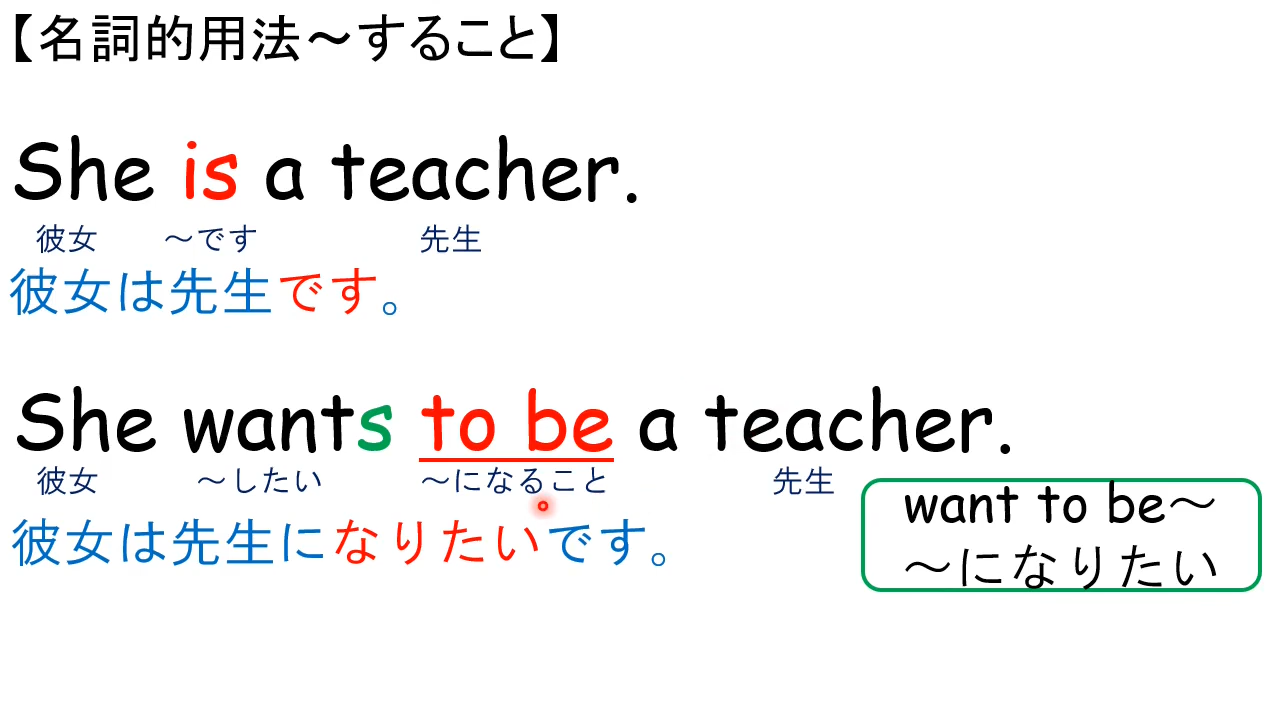 【名詞的用法～すること】
She is a teacher.
彼女 ～です 先生
彼女は先生です。
She wants to be a teacher.
彼女 ～したい ～になること 先生
彼女は先生になりたいです。
want to be～
～になりたい